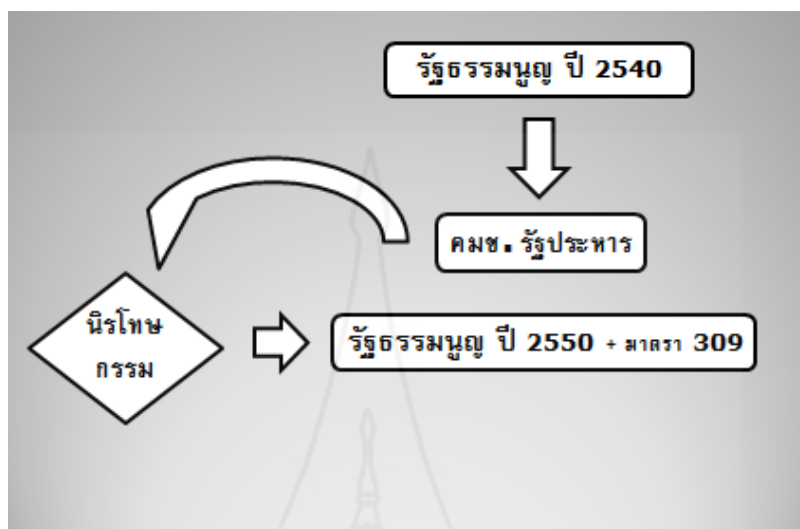 รัฐธรรมนูญ ปี 2540
คมช. รัฐประหาร
นิรโทษ
กรรม
รัฐธรรมนูญ ปี 2550 + มาตรา 309